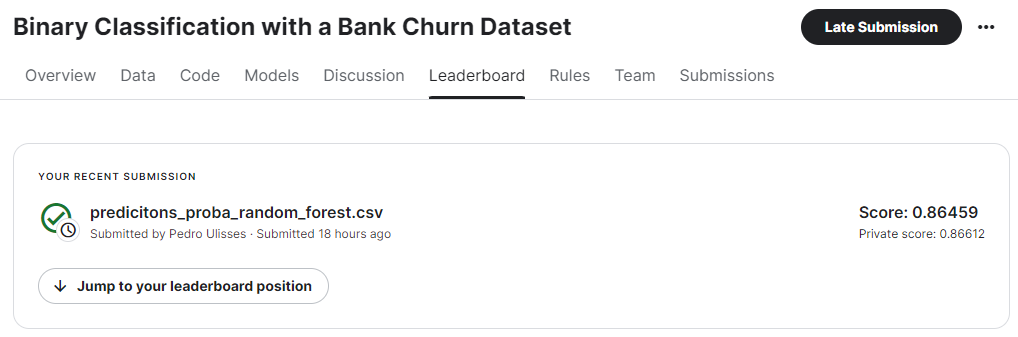 Binary Classification with a Bank Churn Dataset
Late Submission
Overview Data Code Models Discussion Leaderboard Rules Team Submissions
YOUR RECENT SUBMISSION
predicitons_proba_random_forest.csv
Score: 0.86459
Submitted by Pedro Ulisses · Submitted 18 hours ago
Private score: 0.86612
Jump to your leaderboard position